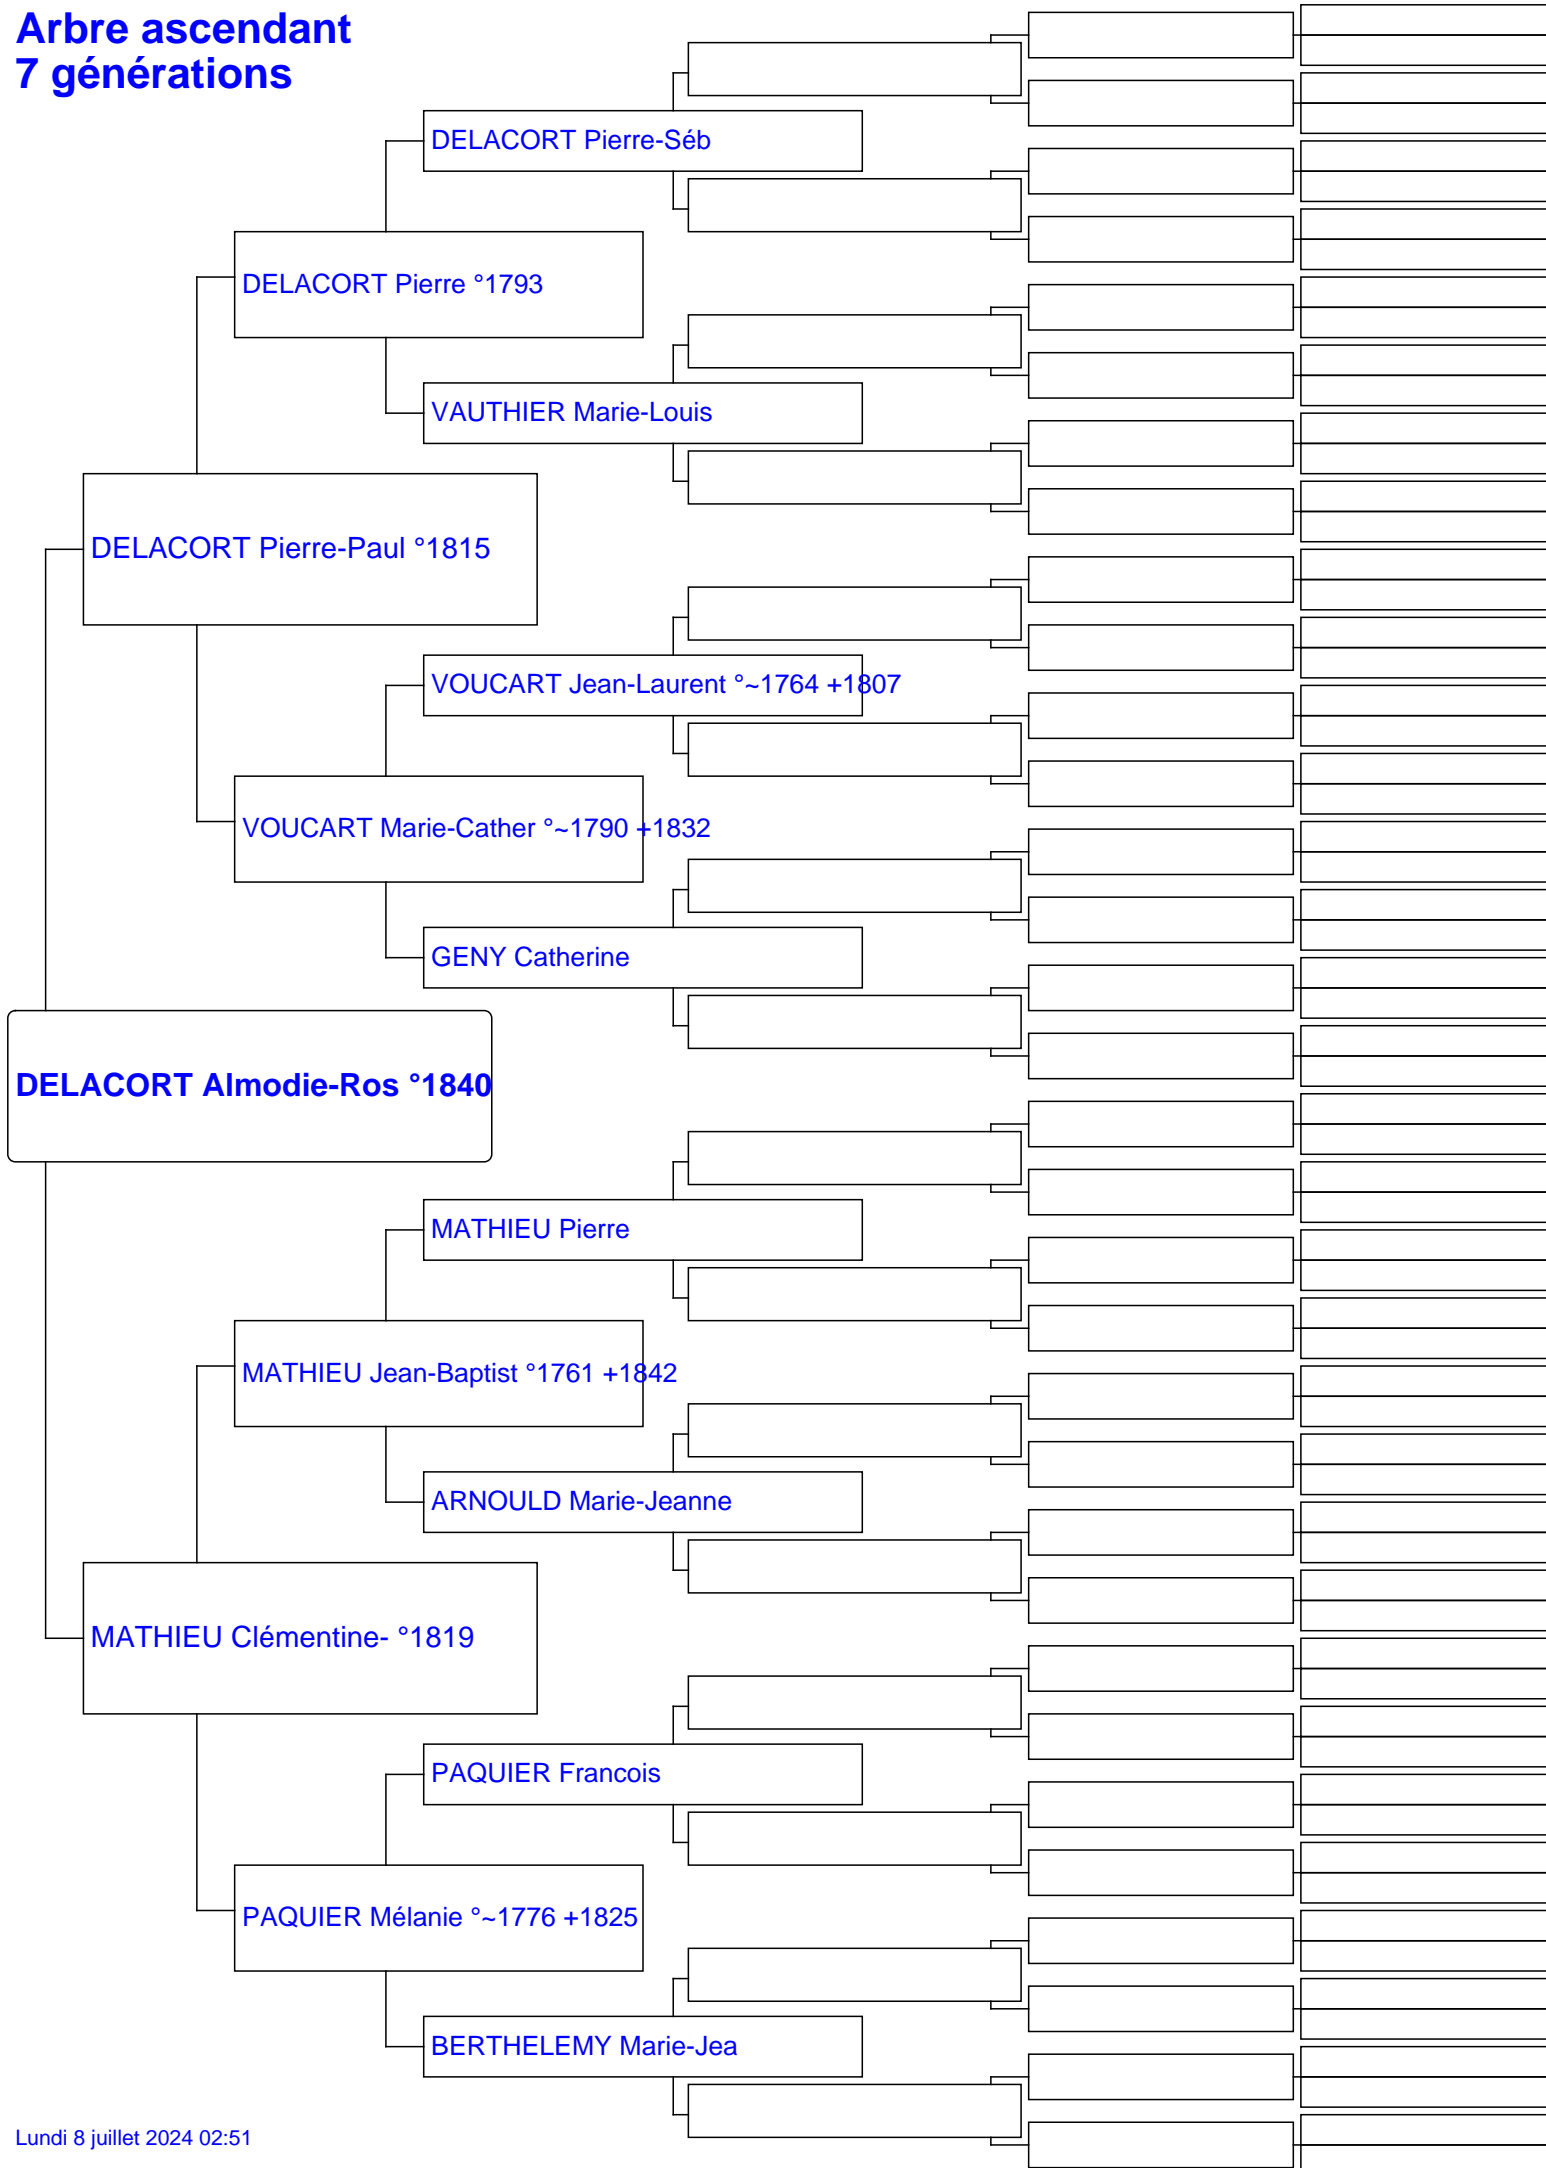 Arbre ascendant
7 générations
DELACORT Pierre-Séb
DELACORT Pierre °1793
VAUTHIER Marie-Louis
DELACORT Pierre-Paul °1815
VOUCART Jean-Laurent °~1764 +1807
VOUCART Marie-Cather °~1790 +1832
GENY Catherine
DELACORT Almodie-Ros °1840
MATHIEU Pierre
MATHIEU Jean-Baptist °1761 +1842
ARNOULD Marie-Jeanne
MATHIEU Clémentine- °1819
PAQUIER Francois
PAQUIER Mélanie °~1776 +1825
BERTHELEMY Marie-Jea
Lundi 8 juillet 2024 02:51